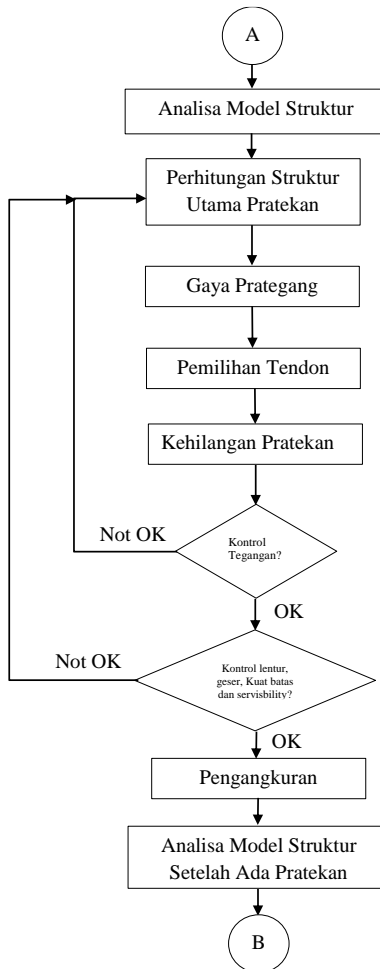 A
Analisa Model Struktur
Perhitungan Struktur
Utama Pratekan
Gaya Prategang
Pemilihan Tendon
Kehilangan Pratekan
Not OK
Kontrol
Tegangan?
OK
Not OK
Kontrol lentur,
geser, Kuat batas
dan servisbility?
OK
Pengangkuran
Analisa Model Struktur
Setelah Ada Pratekan
B